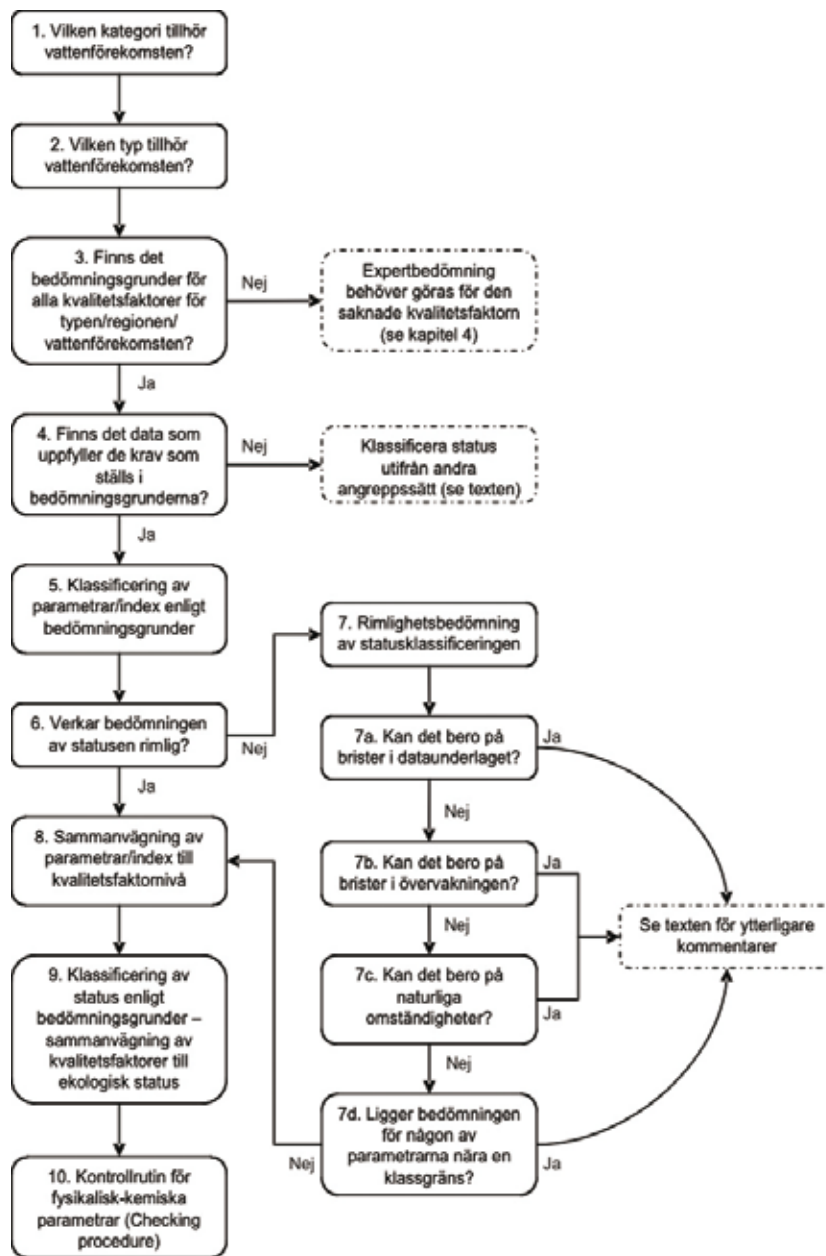 1. Vilken kategori tillhör
vattenförekomsten?
2. Vilken typ tillhör
vattenförekomsten?
3. Finns det
bedömningsgrunder för
alla kvalitetsfaktorer för
typen/regionen/
vattenförekomsten?
Nej
Expertbedömning
behöver göras för den
saknade kvalitetsfaktorn
(se kapitel 4)
Ja
4. Finns det data som
uppfyller de krav som
ställs i
bedömningsgrunderna?
Nej
Klassificera status
utifrån andra
angreppssätt (se texten)
Ja
5. Klassificering av
parametrar/index enligt
bedömningsgrunder
6. Verkar bedömningen
av statusen rimlig?
Nej
Ja
7. Rimlighetsbedömning
av statusklassificeringen
7a. Kan det bero på
brister i dataunderlaget?
Ja
Nej
7b. Kan det bero på
brister i övervakningen?
Ja
Nej
7c. Kan det bero på
naturliga
omständigheter?
Ja
Nej
Se texten för ytterligare
kommentarer
7d. Ligger bedömningen
för någon av
parametrarna nära en
klassgräns?
Nej
Ja
8. Sammanvägning av
parametrar/index till
kvalitetsfaktornivå
9. Klassificering av
status enligt
bedömningsgrunder –
sammanvägning av
kvalitetsfaktorer till
ekologisk status
10. Kontrollrutin för
fysikalisk-kemiska
parametrar (Checking
procedure)